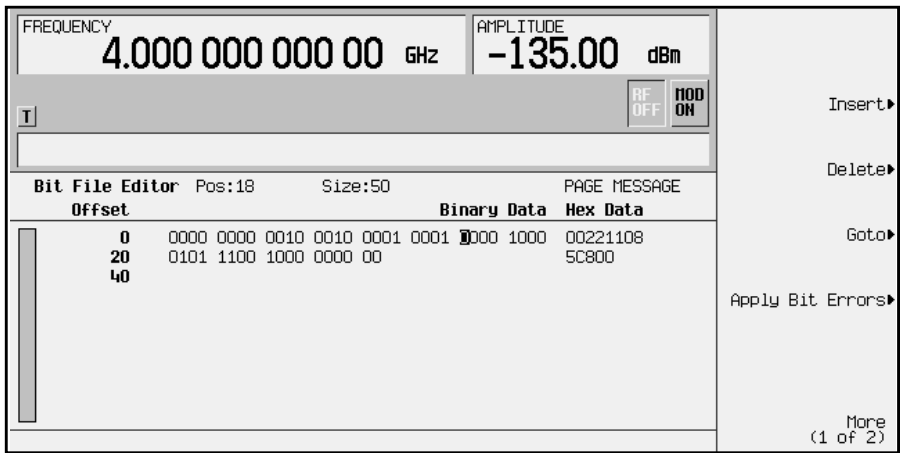 FREQUENCY
4.000 000 000 00 GHz
AMPLITUDE
-135.00 dBm
RF OFF
MOD ON
T
Bit File Editor Pos:18 Size:50 PAGE MESSAGE
Offset Binary Data Hex Data
0 0000 0000 0010 0010 0001 0001 0000 1000 00221108
20 0101 1100 1000 0000 00 5C800
40
Insert
Delete
Goto
Apply Bit Errors
More
(1 of 2)